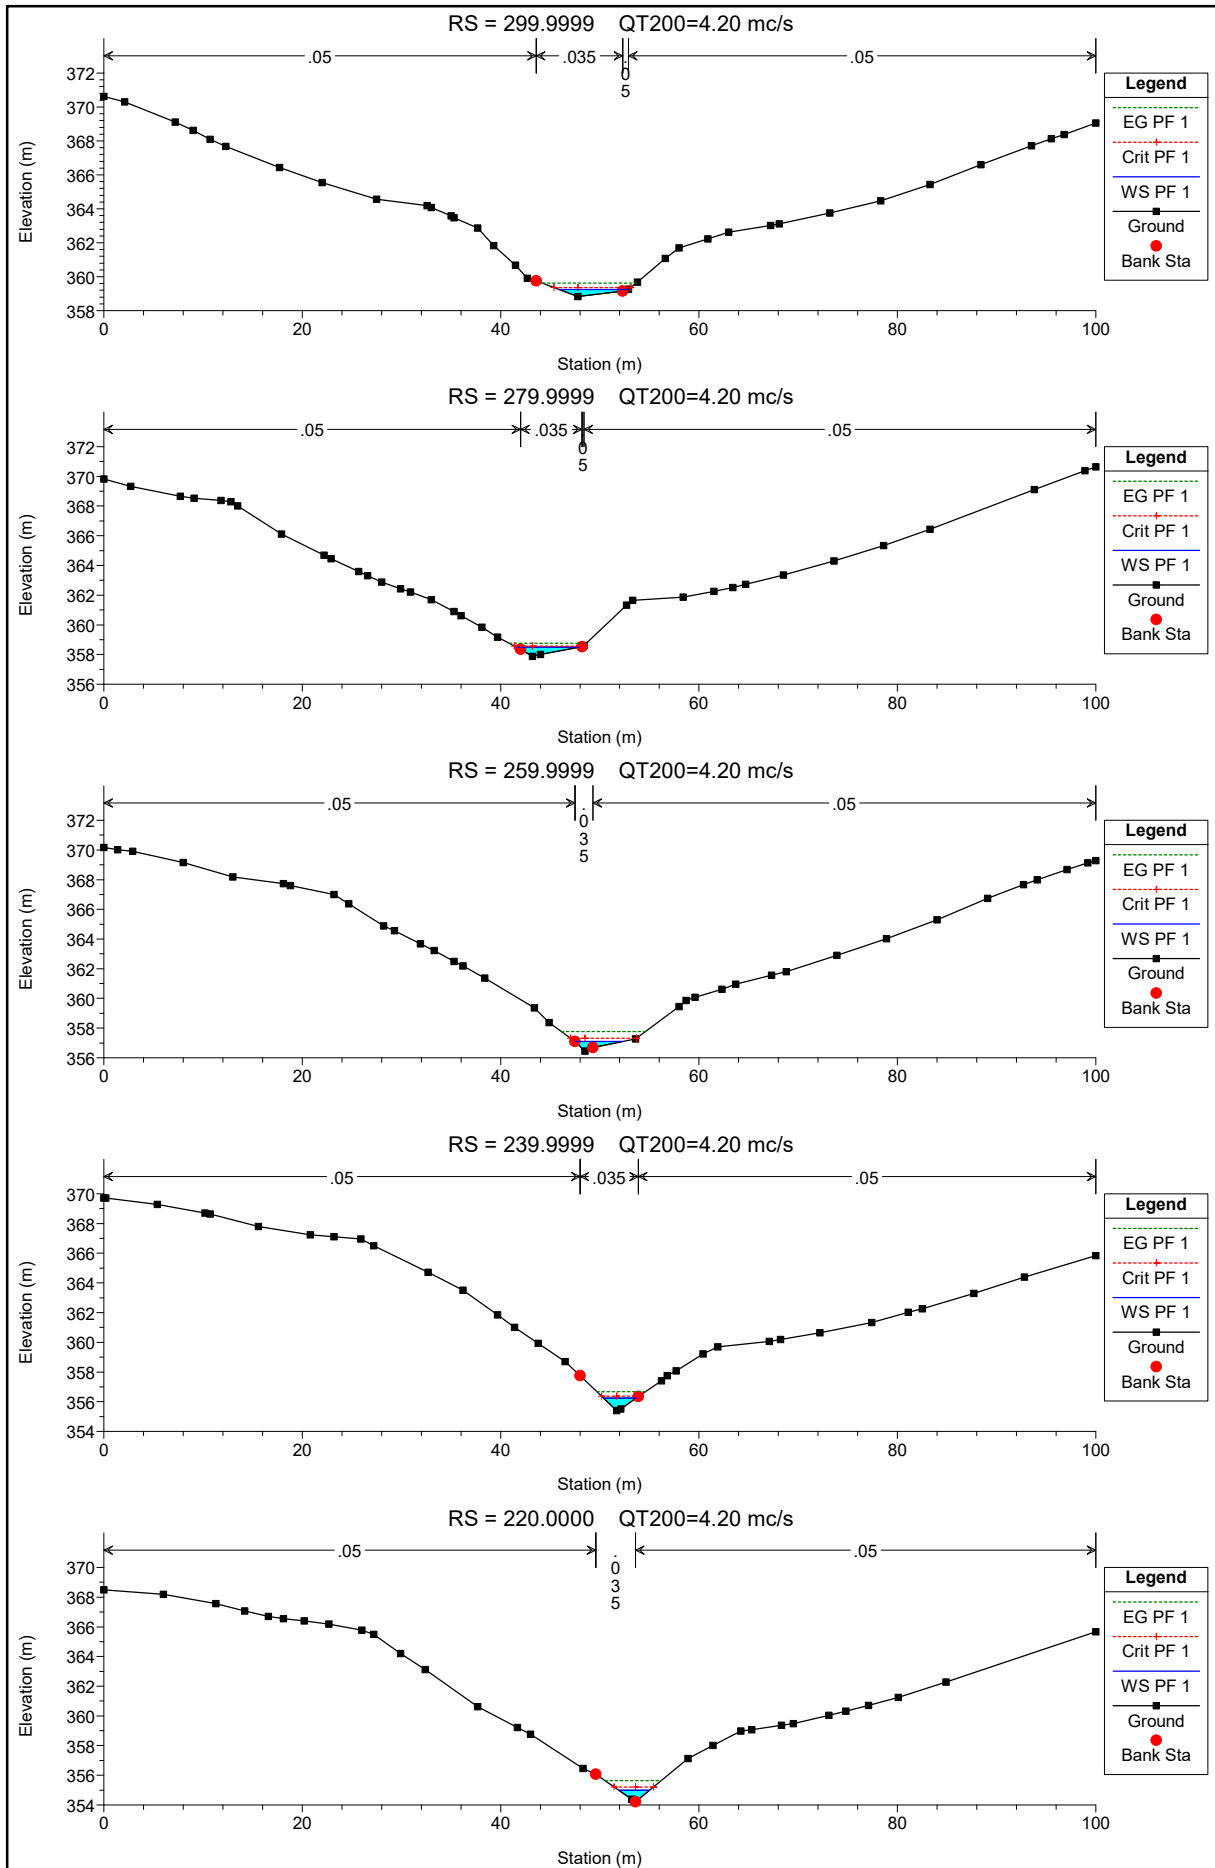 RS = 299.9999 QT200=4.20 mc/s
.05 .035 .05 .05
Elevation (m)
372
370
368
366
364
362
360
358
0 20 40 60 80 100
Station (m)
Legend
EG PF 1
Crit PF 1
WS PF 1
Ground
Bank Sta
RS = 279.9999 QT200=4.20 mc/s
.05 .035 .05 .05
Elevation (m)
372
370
368
366
364
362
360
358
356
0 20 40 60 80 100
Station (m)
Legend
EG PF 1
Crit PF 1
WS PF 1
Ground
Bank Sta
RS = 259.9999 QT200=4.20 mc/s
.05 .035 .05
Elevation (m)
372
370
368
366
364
362
360
358
356
0 20 40 60 80 100
Station (m)
Legend
EG PF 1
Crit PF 1
WS PF 1
Ground
Bank Sta
RS = 239.9999 QT200=4.20 mc/s
.05 .035 .05
Elevation (m)
370
368
366
364
362
360
358
356
354
0 20 40 60 80 100
Station (m)
Legend
EG PF 1
Crit PF 1
WS PF 1
Ground
Bank Sta
RS = 220.0000 QT200=4.20 mc/s
.05 .035 .05
Elevation (m)
370
368
366
364
362
360
358
356
354
0 20 40 60 80 100
Station (m)
Legend
EG PF 1
Crit PF 1
WS PF 1
Ground
Bank Sta